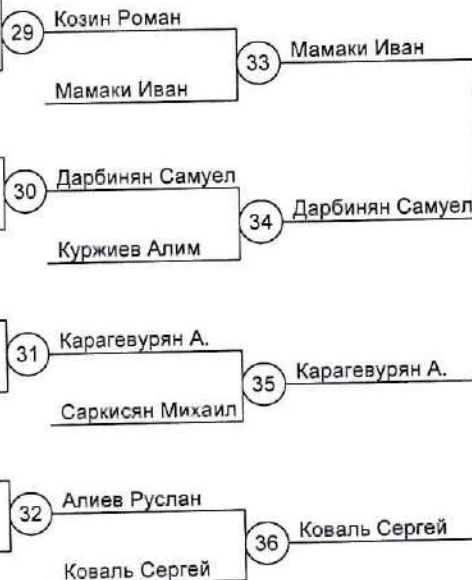 29 Козин Роман
33 Мамаки Иван
Мамаки Иван
30 Дарбинян Самуел
34 Дарбинян Самуел
Куржиев Алим
31 Карагевурян А.
35 Карагевурян А.
Саркисян Михаил
32 Алиев Руслан
36 Коваль Сергей
Коваль Сергей